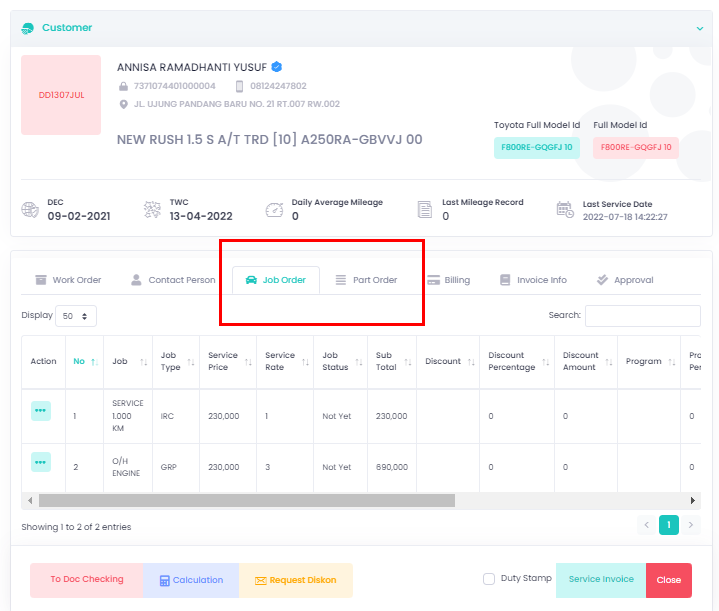 Customer
DD1307JUL
ANNISA RAMADHANTI YUSUF
7371074401000004 08124247802
JL. UJUNG PANDANG BARU NO. 21 RT.007 RW.002
NEW RUSH 1.5 S A/T TRD [10] A250RA-GBVVJ 00
Toyota Full Model Id Full Model Id
F800RE-GQGFJ 10 F800RE-GQGFJ 10
DEC TWC Daily Average Mileage Last Mileage Record Last Service Date
09-02-2021 13-04-2022 0 0 2022-07-18 14:22:27
Work Order Contact Person Job Order Part Order Billing Invoice Info Approval
Display 50 Search:
Action No Job Job Type Service Price Service Rate Job Status Sub Total Discount Discount Percentage Discount Amount Program
1 SERVICE 1.000 KM IRC 230,000 1 Not Yet 230,000 0 0 0
2 O/H ENGINE GRP 230,000 3 Not Yet 690,000 0 0 0
Showing 1 to 2 of 2 entries < 1 >
To Doc Checking Calculation Request Diskon Duty Stamp Service Invoice Close